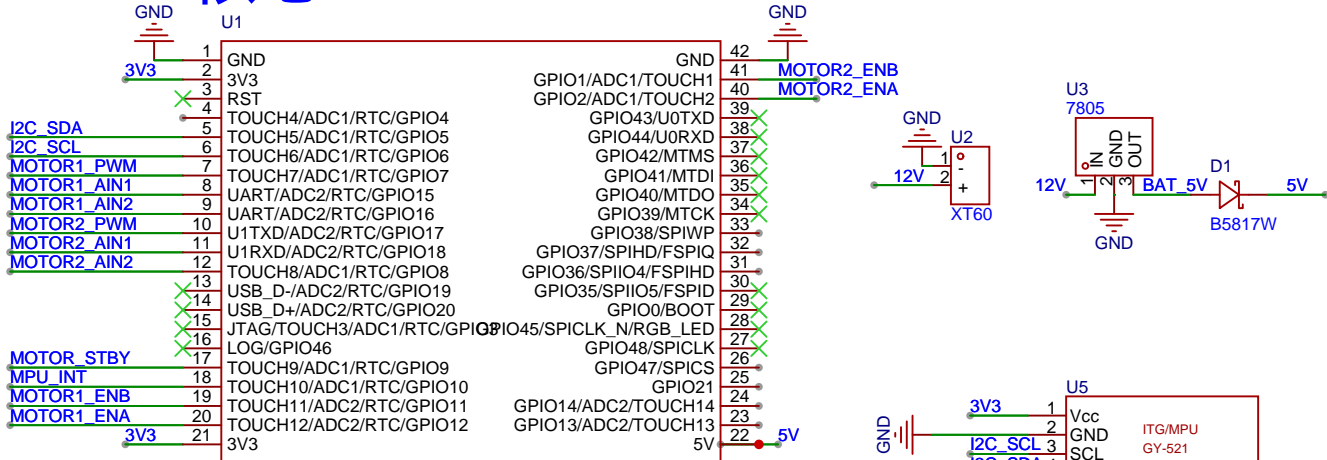 GND
U1
1 GND
3V3 2 3V3
3 RST
4 TOUCH4/ADC1/RTC/GPIO4
I2C_SDA 5 TOUCH5/ADC1/RTC/GPIO5
I2C_SCL 6 TOUCH6/ADC1/RTC/GPIO6
MOTOR1_PWM 7 TOUCH7/ADC1/RTC/GPIO7
MOTOR1_AIN1 8 UART/ADC2/RTC/GPIO15
MOTOR1_AIN2 9 UART/ADC2/RTC/GPIO16
MOTOR2_PWM 10 U1TXD/ADC2/RTC/GPIO17
MOTOR2_AIN1 11 U1RXD/ADC2/RTC/GPIO18
MOTOR2_AIN2 12 TOUCH8/ADC1/RTC/GPIO8
13 USB_D-/ADC2/RTC/GPIO19
14 USB_D+/ADC2/RTC/GPIO20
15 JTAG/TOUCH3/ADC1/RTC/GPIO3
16 LOG/GPIO46
MOTOR_STBY 17 TOUCH9/ADC1/RTC/GPIO9
MPU_INT 18 TOUCH10/ADC1/RTC/GPIO10
MOTOR1_ENB 19 TOUCH11/ADC2/RTC/GPIO11
MOTOR1_ENA 20 TOUCH12/ADC2/RTC/GPIO12
3V3 21 3V3
GND
GND 42
GPIO1/ADC1/TOUCH1 41 MOTOR2_ENB
GPIO2/ADC1/TOUCH2 40 MOTOR2_ENA
GPIO43/U0TXD 39
GPIO44/U0RXD 38
GPIO42/MTMS 37
GPIO41/MTDI 36
GPIO40/MTDO 35
GPIO39/MTCK 34
GPIO38/SPIWP 33
GPIO37/SPIHD/FSPIQ 32
GPIO36/SPIIO4/FSPIHD 31
GPIO35/SPIIO5/FSPID 30
GPIO0/BOOT 29
GPIO45/SPICLK_N/RGB_LED 28
GPIO48/SPICLK 27
GPIO47/SPICS 26
GPIO21 25
GPIO14/ADC2/TOUCH14 24
GPIO13/ADC2/TOUCH13 23
5V 22 5V
GND
U2
1 -
12V 2 +
XT60
U3
7805
IN GND OUT
12V 1 2 3 BAT_5V
GND
D1
5V
B5817W
U5
3V3 1 Vcc
GND 2 GND
I2C_SCL 3 SCL
ITG/MPU
GY-521